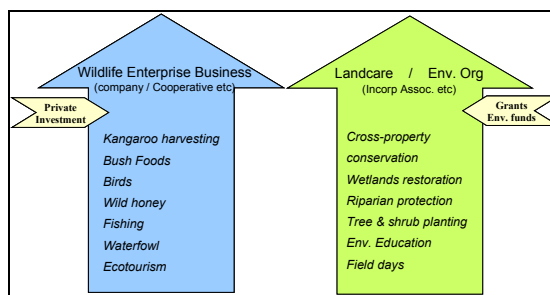 Wildlife Enterprise Business
(company / Cooperative etc)
Private
Investment
Kangaroo harvesting
Bush Foods
Birds
Wild honey
Fishing
Waterfowl
Ecotourism
Landcare / Env. Org
(Incorp Assoc. etc)
Grants
Env. funds
Cross-property
conservation
Wetlands restoration
Riparian protection
Tree & shrub planting
Env. Education
Field days